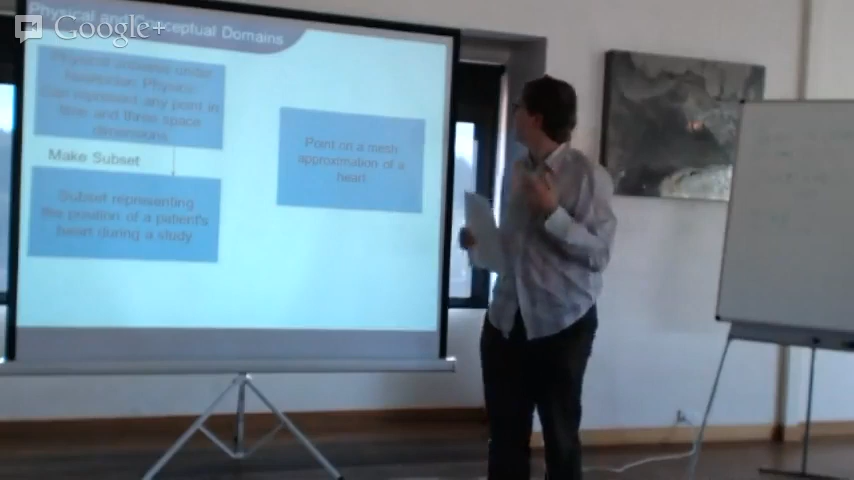 Google+
Physical and Conceptual Domains
Physical universe under
Newtonian Physics:
Can represent any point in
time and three space
dimensions
Make Subset
Subset representing
the position of a patient's
heart during a study
Point on a mesh
approximation of a
heart